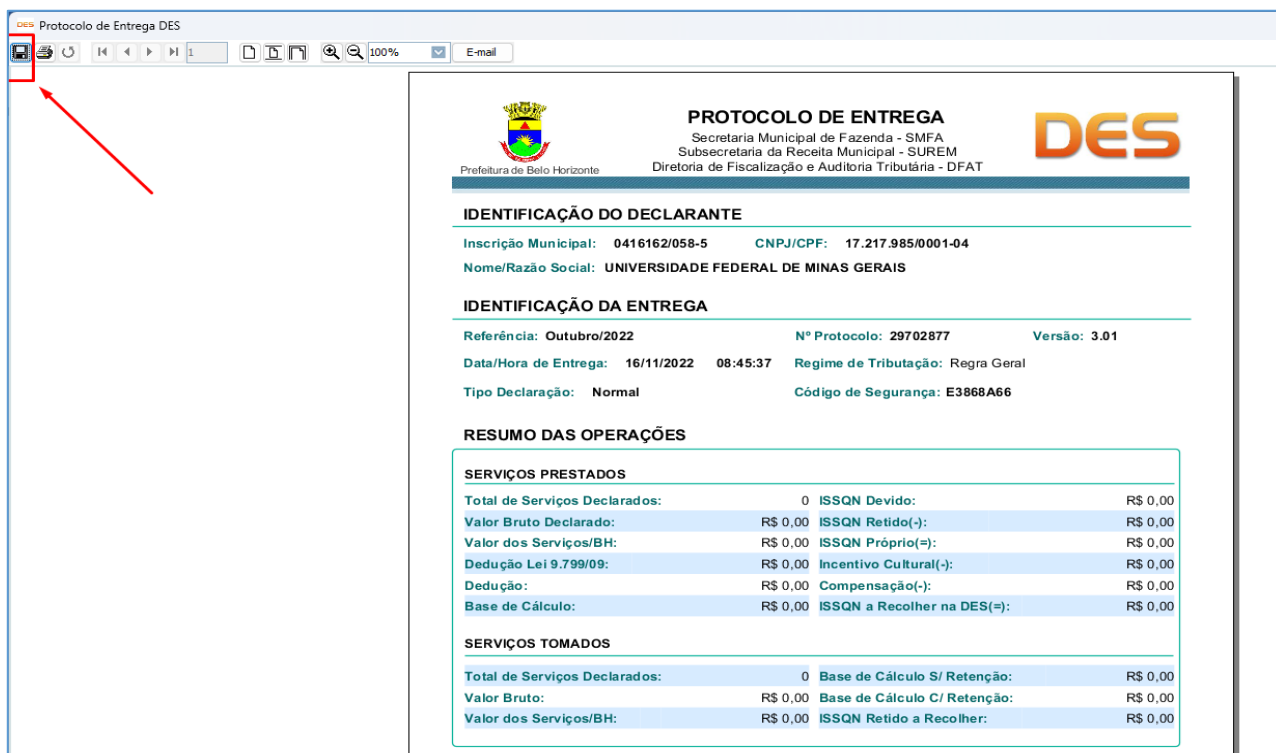 DES Protocolo de Entrega DES
1 100% E-mail
PROTOCOLO DE ENTREGA
Secretaria Municipal de Fazenda - SMFA
Subsecretaria da Receita Municipal - SUREM
Diretoria de Fiscalização e Auditoria Tributária - DFAT
Prefeitura de Belo Horizonte
DES
IDENTIFICAÇÃO DO DECLARANTE
Inscrição Municipal: 0416162/058-5 CNPJ/CPF: 17.217.985/0001-04
Nome/Razão Social: UNIVERSIDADE FEDERAL DE MINAS GERAIS
IDENTIFICAÇÃO DA ENTREGA
Referência: Outubro/2022 Nº Protocolo: 29702877 Versão: 3.01
Data/Hora de Entrega: 16/11/2022 08:45:37 Regime de Tributação: Regra Geral
Tipo Declaração: Normal Código de Segurança: E3868A66
RESUMO DAS OPERAÇÕES
SERVIÇOS PRESTADOS
Total de Serviços Declarados: 0 ISSQN Devido: R$ 0,00
Valor Bruto Declarado: R$ 0,00 ISSQN Retido(-): R$ 0,00
Valor dos Serviços/BH: R$ 0,00 ISSQN Próprio(=): R$ 0,00
Dedução Lei 9.799/09: R$ 0,00 Incentivo Cultural(-): R$ 0,00
Dedução: R$ 0,00 Compensação(-): R$ 0,00
Base de Cálculo: R$ 0,00 ISSQN a Recolher na DES(=): R$ 0,00
SERVIÇOS TOMADOS
Total de Serviços Declarados: 0 Base de Cálculo S/ Retenção: R$ 0,00
Valor Bruto: R$ 0,00 Base de Cálculo C/ Retenção: R$ 0,00
Valor dos Serviços/BH: R$ 0,00 ISSQN Retido a Recolher: R$ 0,00